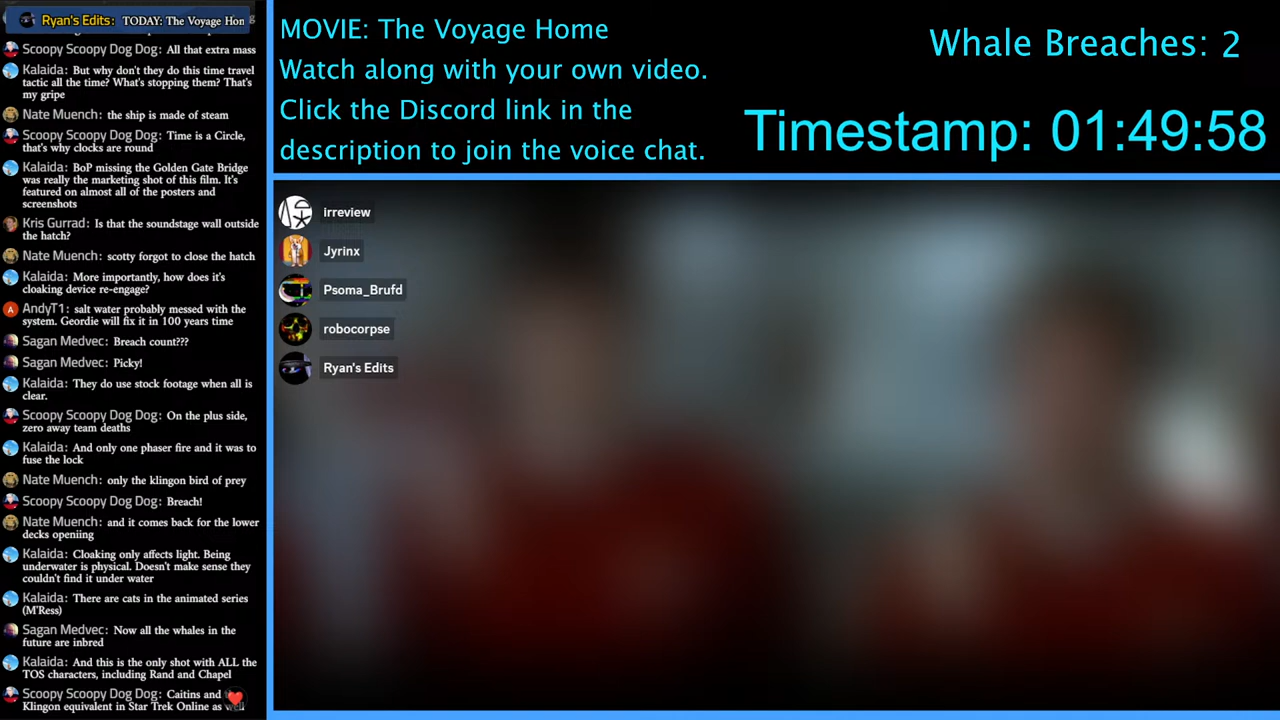 Ryan's Edits: TODAY: The Voyage Hom
Scoopy Scoopy Dog Dog: All that extra mass
Kalaida: But why don't they do this time travel
tactic all the time? What's stopping them? That's
my gripe
Nate Muench: the ship is made of steam
Scoopy Scoopy Dog Dog: Time is a Circle,
that's why clocks are round
Kalaida: BoP missing the Golden Gate Bridge
was really the marketing shot of this film. It's
featured on almost all of the posters and
screenshots
Kris Gurrad: Is that the soundstage wall outside
the hatch?
Nate Muench: scotty forgot to close the hatch
Kalaida: More importantly, how does it's
cloaking device re-engage?
A AndyT1: salt water probably messed with the
system. Geordie will fix it in 100 years time
Sagan Medvec: Breach count???
Sagan Medvec: Picky!
Kalaida: They do use stock footage when all is
clear.
Scoopy Scoopy Dog Dog: On the plus side,
zero away team deaths
Kalaida: And only one phaser fire and it was to
fuse the lock
Nate Muench: only the klingon bird of prey
Scoopy Scoopy Dog Dog: Breach!
Nate Muench: and it comes back for the lower
decks openiing
Kalaida: Cloaking only affects light. Being
underwater is physical. Doesn't make sense they
couldn't find it under water
Kalaida: There are cats in the animated series
(M'Ress)
Sagan Medvec: Now all the whales in the
future are inbred
Kalaida: And this is the only shot with ALL the
TOS characters, including Rand and Chapel
Scoopy Scoopy Dog Dog: Caitins and
Klingon equivalent in Star Trek Online as well
MOVIE: The Voyage Home
Watch along with your own video.
Click the Discord link in the
description to join the voice chat.
Whale Breaches: 2
Timestamp: 01:49:58
irreview
Jyrinx
Psoma_Brufd
robocorpse
Ryan's Edits